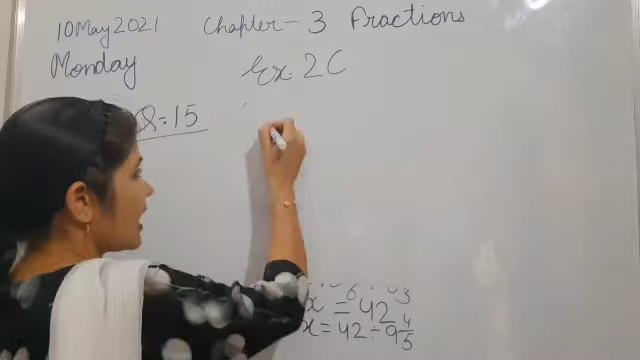 10 May 2021 Chapter - 3 Fractions
Monday Ex. 2C
Q = 15
x = 42
x = 42 ÷ 9 4/5